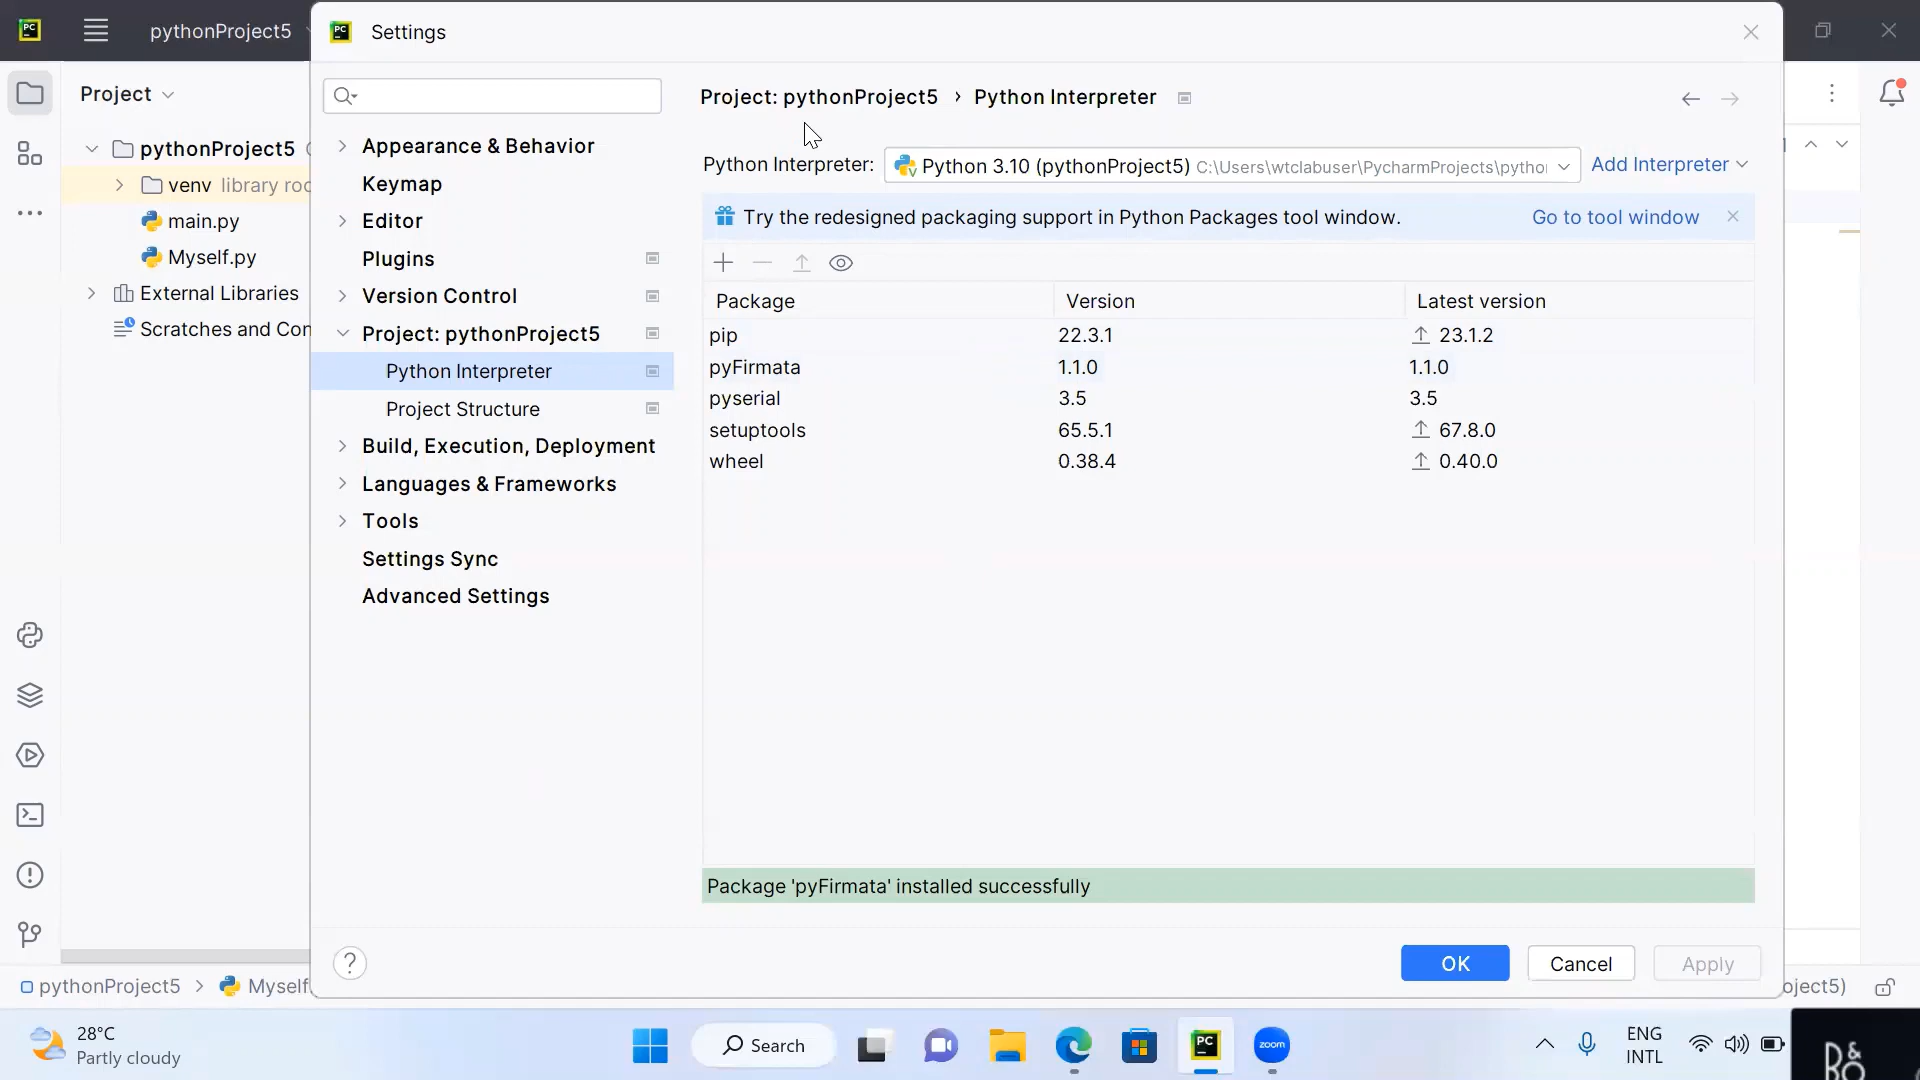 PC
pythonProject5
PC
Settings
Project
Project: pythonProject5 › Python Interpreter
pythonProject5
Appearance & Behavior
Python Interpreter: Python 3.10 (pythonProject5) C:\Users\wtclabuser\PycharmProjects\pytho
Add Interpreter
venv library roo
Keymap
main.py
Editor
Try the redesigned packaging support in Python Packages tool window.
Go to tool window
Myself.py
Plugins
External Libraries
Version Control
Package Version Latest version
Scratches and Con
Project: pythonProject5
pip 22.3.1 23.1.2
Python Interpreter
pyFirmata 1.1.0 1.1.0
Project Structure
pyserial 3.5 3.5
Build, Execution, Deployment
setuptools 65.5.1 67.8.0
wheel 0.38.4 0.40.0
Languages & Frameworks
Tools
Settings Sync
Advanced Settings
Package 'pyFirmata' installed successfully
?
OK Cancel Apply
pythonProject5 > Myself
oject5)
28°C
Partly cloudy
Search
PC
zoom
ENG
INTL
B&